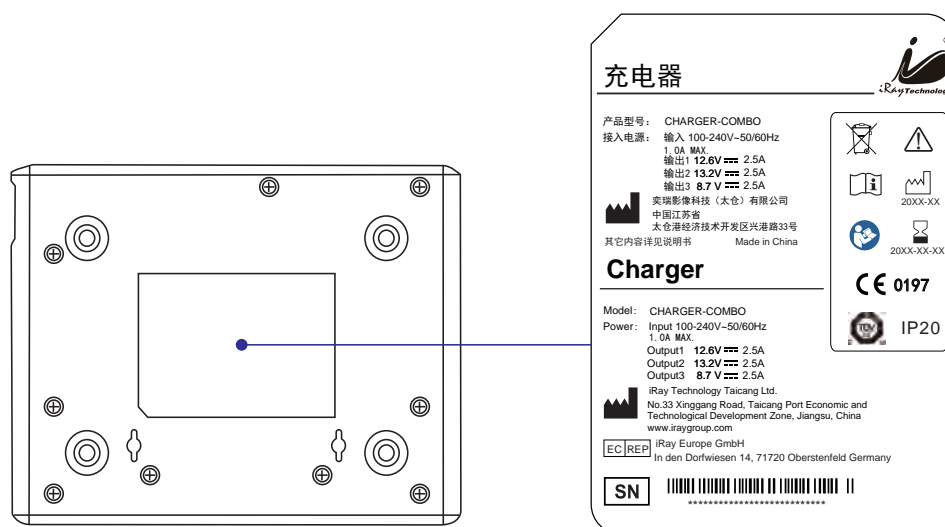 充电器
iRayTechnolog
产品型号： CHARGER-COMBO
接入电源： 输入 100-240V~50/60Hz
1.0A MAX.
输出1 12.6V 2.5A
输出2 13.2V 2.5A
输出3 8.7 V 2.5A
奕瑞影像科技（太仓）有限公司
中国江苏省
太仓港经济技术开发区兴港路33号
其它内容详见说明书 Made in China
20XX-XX
20XX-XX-XX
CE 0197
TÜV
IP20
Charger
Model: CHARGER-COMBO
Power: Input 100-240V~50/60Hz
1.0A MAX.
Output1 12.6V 2.5A
Output2 13.2V 2.5A
Output3 8.7 V 2.5A
iRay Technology Taicang Ltd.
No.33 Xinggang Road, Taicang Port Economic and
Technological Development Zone, Jiangsu, China
www.iraygroup.com
EC REP iRay Europe GmbH
In den Dorfwiesen 14, 71720 Oberstenfeld Germany
SN
***************************